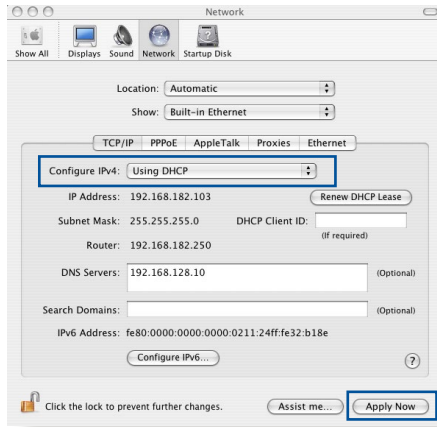 Network
Show All Displays Sound Network Startup Disk
Location: Automatic
Show: Built-in Ethernet
TCP/IP PPPoE AppleTalk Proxies Ethernet
Configure IPv4: Using DHCP
IP Address: 192.168.182.103 Renew DHCP Lease
Subnet Mask: 255.255.255.0 DHCP Client ID:
(If required)
Router: 192.168.182.250
DNS Servers: 192.168.128.10 (Optional)
Search Domains: (Optional)
IPv6 Address: fe80:0000:0000:0000:0211:24ff:fe32:b18e
Configure IPv6... ?
Click the lock to prevent further changes. Assist me... Apply Now